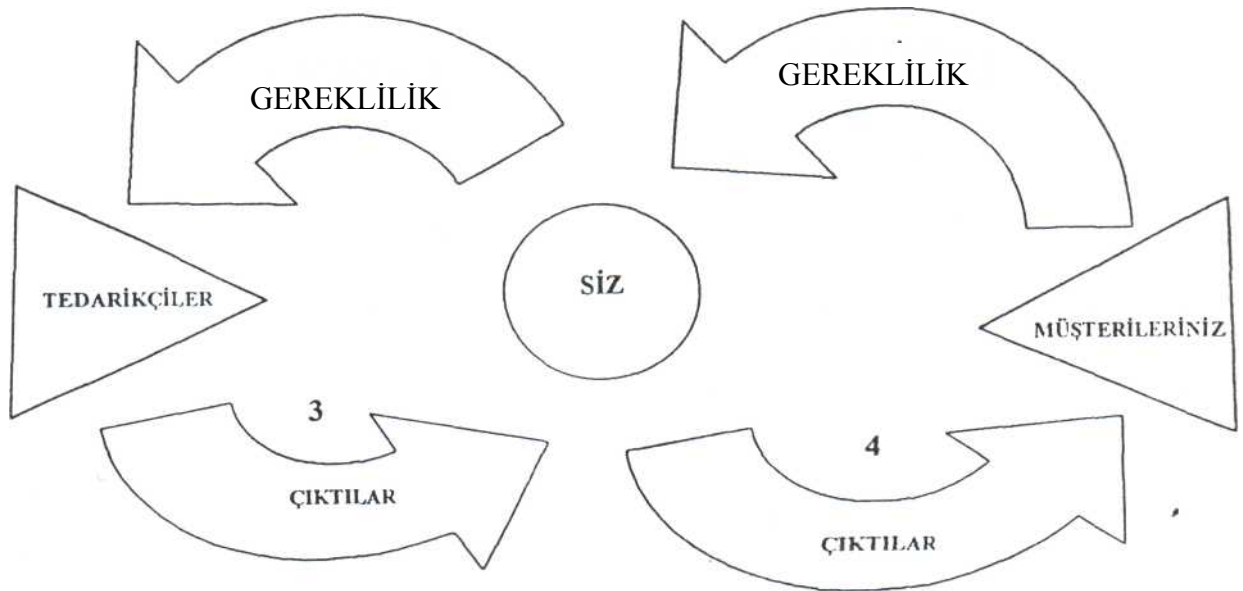 GEREKLİLİK
GEREKLİLİK
TEDARİKÇİLER
SİZ
MÜŞTERİLERİNİZ
3
4
ÇIKTILAR
ÇIKTILAR